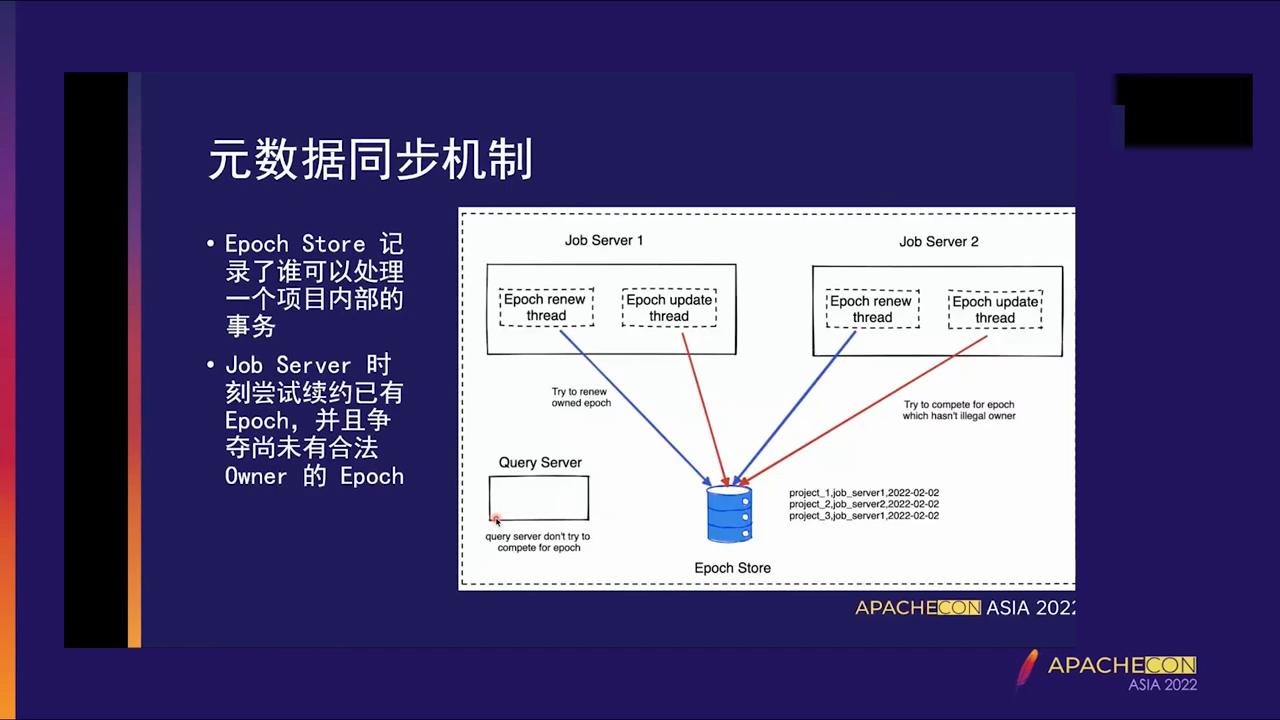 元数据同步机制
• Epoch Store 记
录了谁可以处理
一个项目内部的
事务
• Job Server 时
刻尝试续约已有
Epoch，并且争
夺尚未有合法
Owner 的 Epoch
Job Server 1
Job Server 2
Epoch renew
thread
Epoch update
thread
Epoch renew
thread
Epoch update
thread
Try to renew
owned epoch
Try to compete for epoch
which hasn't illegal owner
Query Server
query server don't try to
compete for epoch
project_1,job_server1,2022-02-02
project_2,job_server2,2022-02-02
project_3,job_server1,2022-02-02
Epoch Store
APACHECON ASIA 2022
APACHECON
ASIA 2022